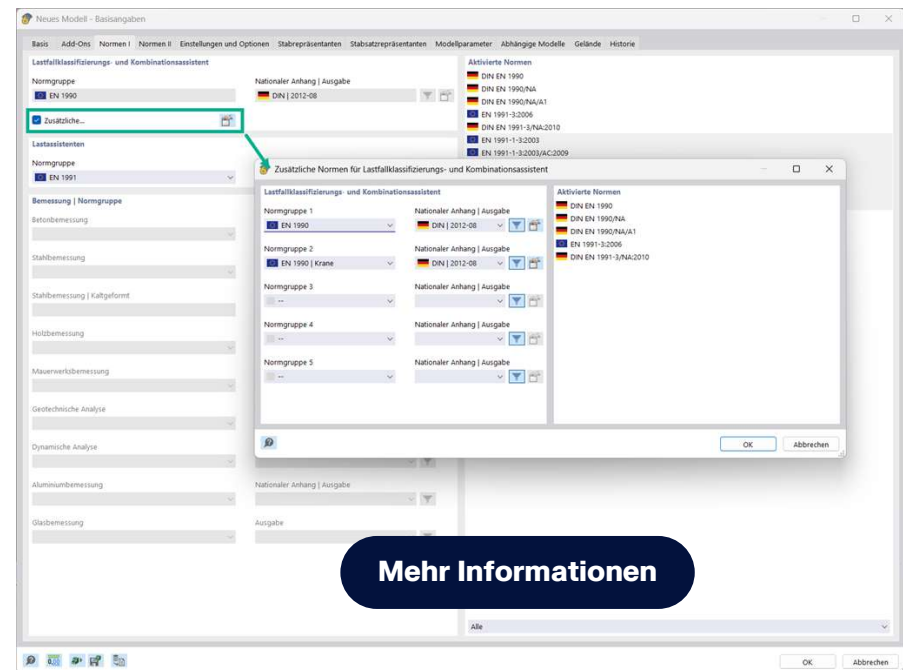 Neues Modell - Basisangaben
Basis Add-Ons Normen I Normen II Einstellungen und Optionen Stabrepräsentanten Stabsatzrepräsentanten Modellparameter Abhängige Modelle Gelände Historie
Lastfallklassifizierungs- und Kombinationsassistent
Normgruppe
Nationaler Anhang | Ausgabe
EN 1990
DIN | 2012-08
Zusätzliche...
Lastassistenten
Normgruppe
EN 1991
Bemessung | Normgruppe
Betonbemessung
Stahlbemessung
Stahlbemessung | Kaltgeformt
Holzbemessung
Mauerwerksbemessung
Geotechnische Analyse
Dynamische Analyse
Aluminiumbemessung
Nationaler Anhang | Ausgabe
Glasbemessung
Ausgabe
Aktivierte Normen
DIN EN 1990
DIN EN 1990/NA
DIN EN 1990/NA/A1
EN 1991-3:2006
DIN EN 1991-3/NA:2010
EN 1991-1-3:2003
EN 1991-1-3:2003/AC:2009
Zusätzliche Normen für Lastfallklassifizierungs- und Kombinationsassistent
Lastfallklassifizierungs- und Kombinationsassistent
Normgruppe 1
Nationaler Anhang | Ausgabe
EN 1990
DIN | 2012-08
Normgruppe 2
Nationaler Anhang | Ausgabe
EN 1990 | Krane
DIN | 2012-08
Normgruppe 3
Nationaler Anhang | Ausgabe
--
Normgruppe 4
Nationaler Anhang | Ausgabe
--
Normgruppe 5
Nationaler Anhang | Ausgabe
--
Aktivierte Normen
DIN EN 1990
DIN EN 1990/NA
DIN EN 1990/NA/A1
EN 1991-3:2006
DIN EN 1991-3/NA:2010
OK
Abbrechen
Mehr Informationen
Alle
OK
Abbrechen